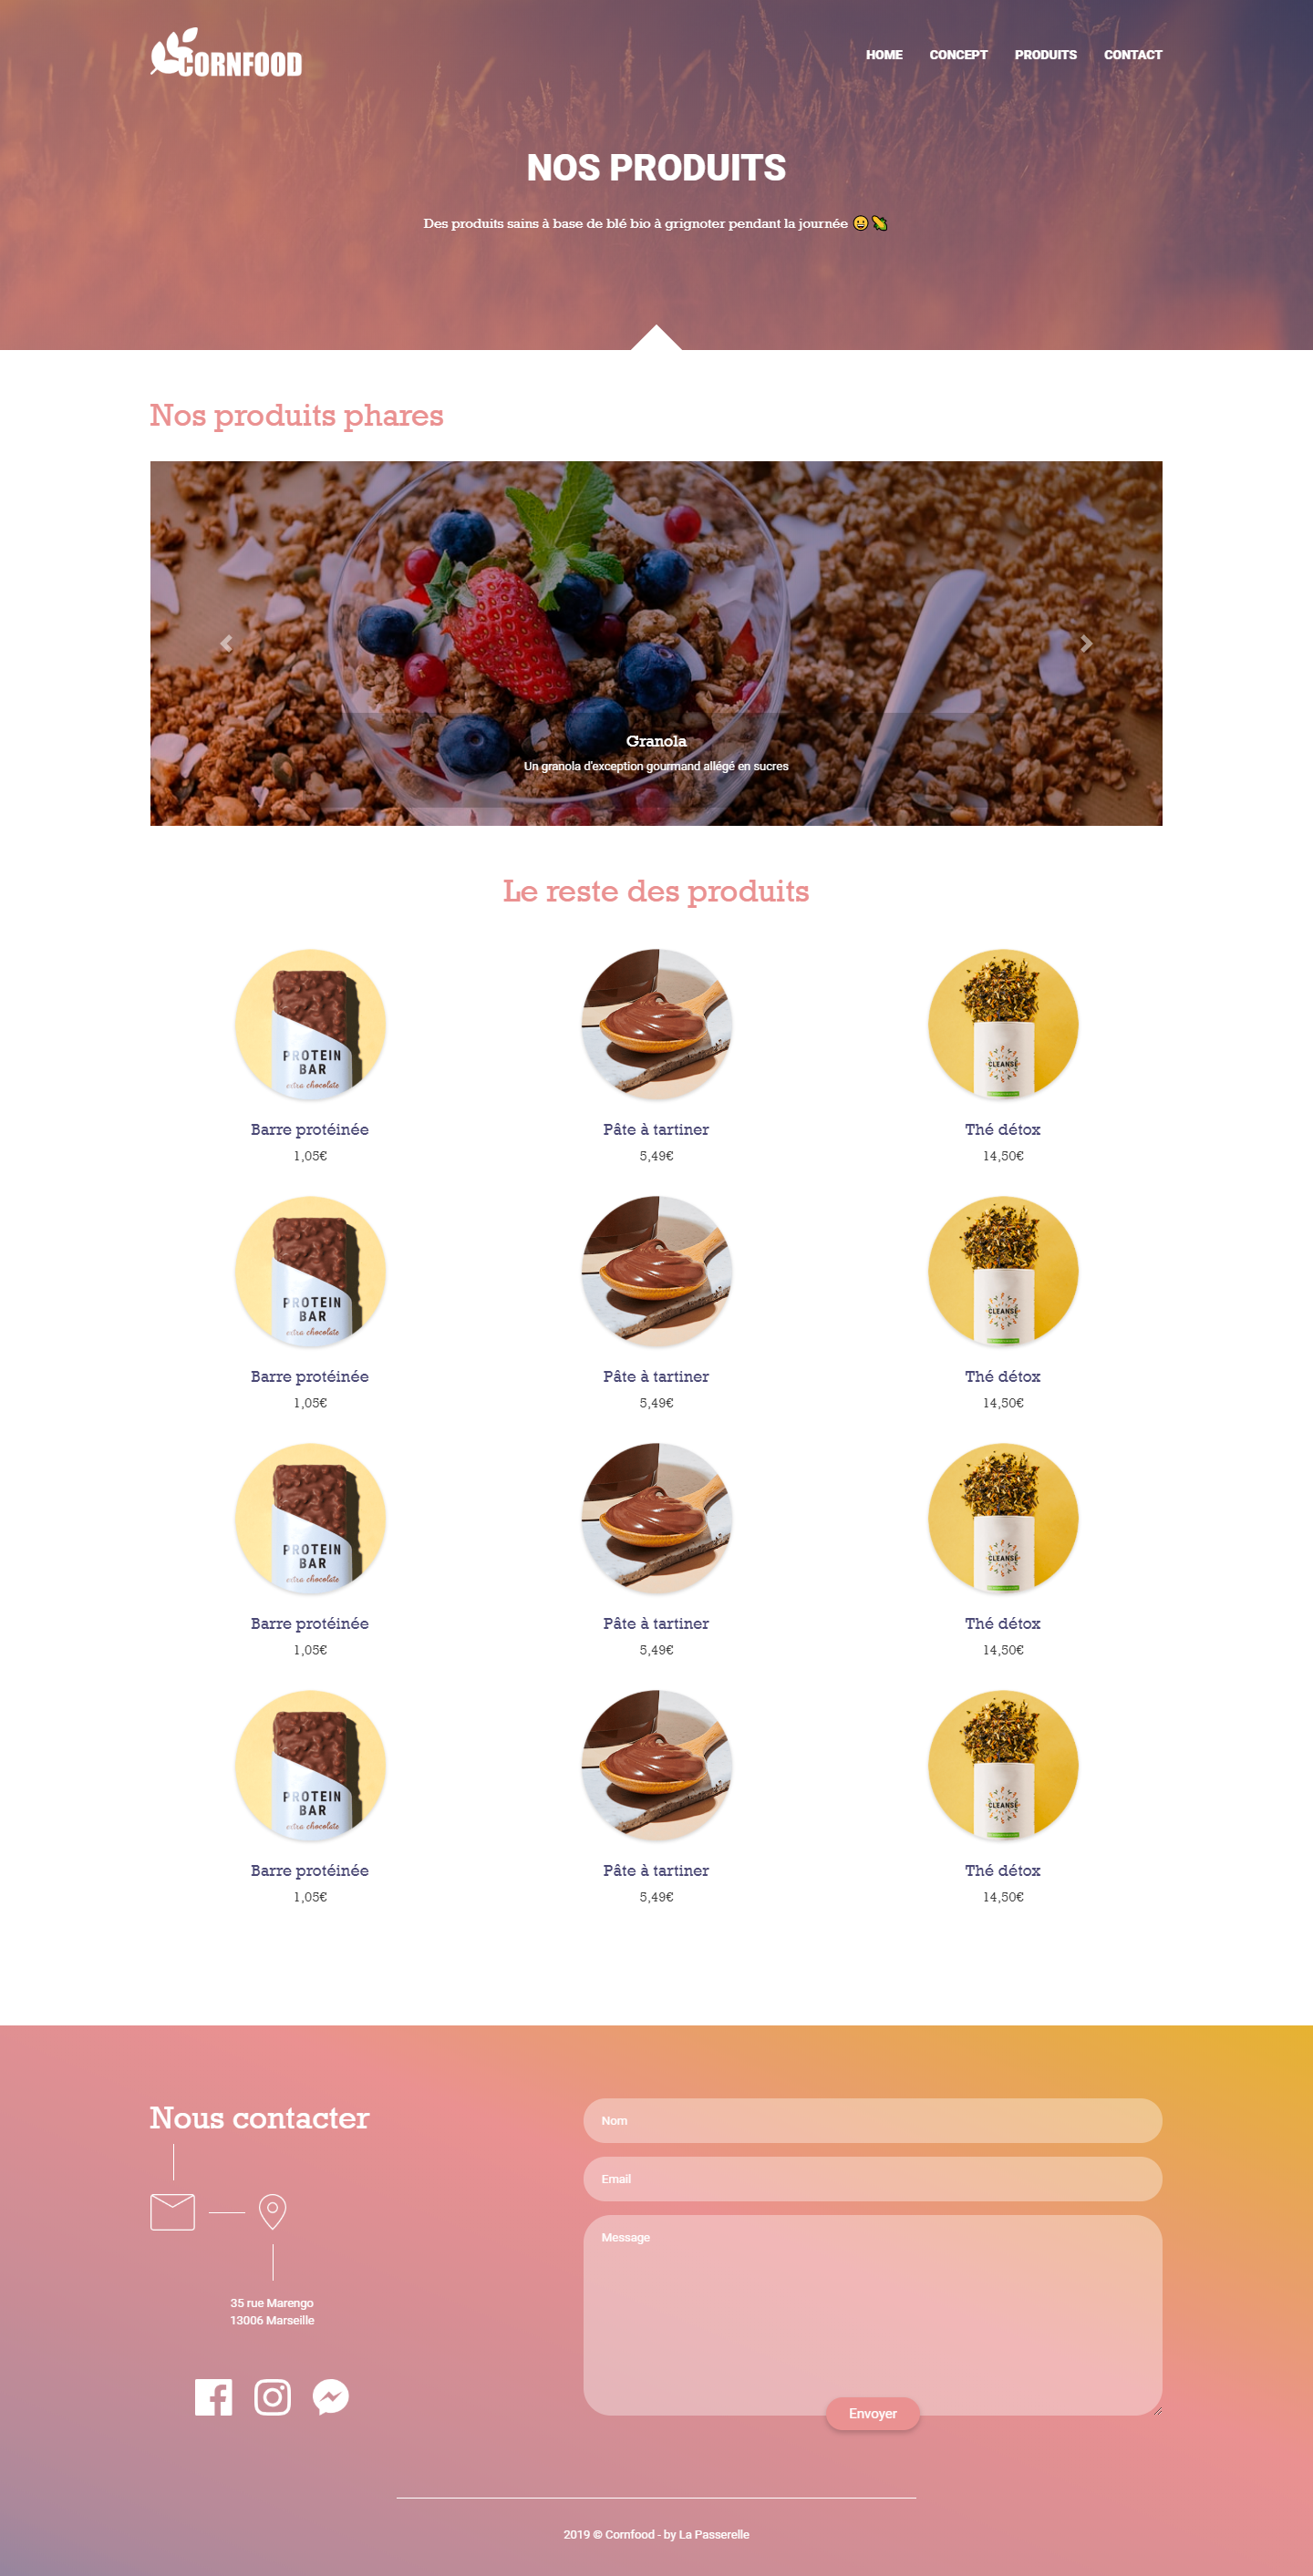 CORNFOOD
HOME CONCEPT PRODUITS CONTACT
NOS PRODUITS
Des produits sains à base de blé bio à grignoter pendant la journée 😃🌽
Nos produits phares
Granola
Un granola d'exception gourmand allégé en sucres
Le reste des produits
PROTEIN
BAR
extra chocolate
CLEANSE
Barre protéinée
1,05€
Pâte à tartiner
5,49€
Thé détox
14,50€
PROTEIN
BAR
extra chocolate
CLEANSE
Barre protéinée
1,05€
Pâte à tartiner
5,49€
Thé détox
14,50€
PROTEIN
BAR
extra chocolate
CLEANSE
Barre protéinée
1,05€
Pâte à tartiner
5,49€
Thé détox
14,50€
PROTEIN
BAR
extra chocolate
CLEANSE
Barre protéinée
1,05€
Pâte à tartiner
5,49€
Thé détox
14,50€
Nous contacter
35 rue Marengo
13006 Marseille
Nom
Email
Message
Envoyer
2019 © Cornfood - by La Passerelle